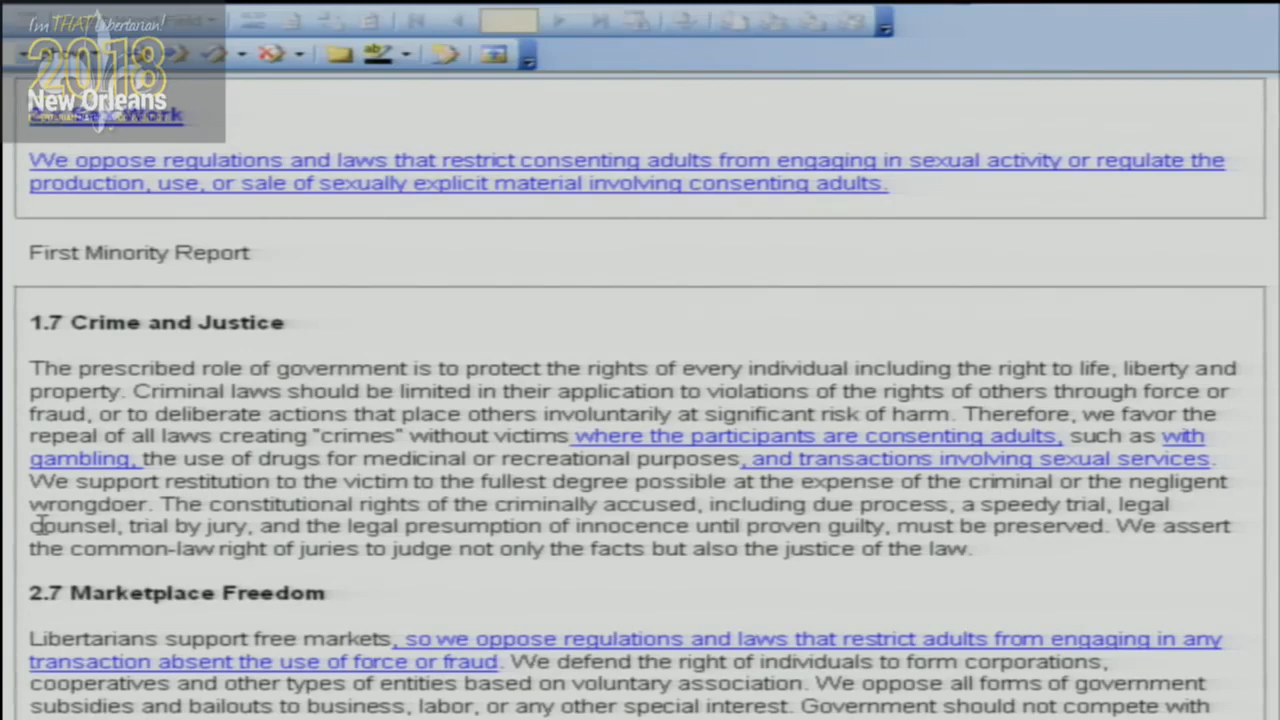 I'm THAT Libertarian!
2018
New Orleans
Work
We oppose regulations and laws that restrict consenting adults from engaging in sexual activity or regulate the
production, use, or sale of sexually explicit material involving consenting adults.
First Minority Report
1.7 Crime and Justice
The prescribed role of government is to protect the rights of every individual including the right to life, liberty and
property. Criminal laws should be limited in their application to violations of the rights of others through force or
fraud, or to deliberate actions that place others involuntarily at significant risk of harm. Therefore, we favor the
repeal of all laws creating "crimes" without victims where the participants are consenting adults, such as with
gambling, the use of drugs for medicinal or recreational purposes, and transactions involving sexual services.
We support restitution to the victim to the fullest degree possible at the expense of the criminal or the negligent
wrongdoer. The constitutional rights of the criminally accused, including due process, a speedy trial, legal
counsel, trial by jury, and the legal presumption of innocence until proven guilty, must be preserved. We assert
the common-law right of juries to judge not only the facts but also the justice of the law.
2.7 Marketplace Freedom
Libertarians support free markets, so we oppose regulations and laws that restrict adults from engaging in any
transaction absent the use of force or fraud. We defend the right of individuals to form corporations,
cooperatives and other types of entities based on voluntary association. We oppose all forms of government
subsidies and bailouts to business, labor, or any other special interest. Government should not compete with